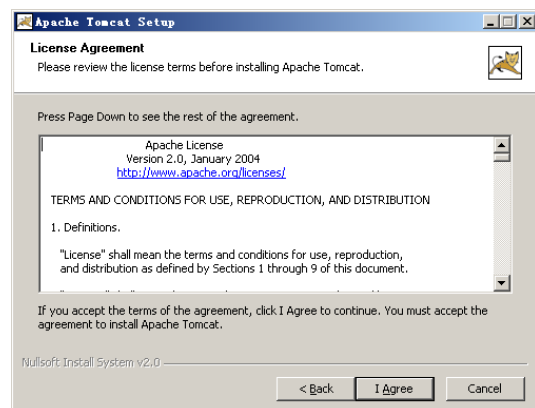 Apache Tomcat Setup
License Agreement
Please review the license terms before installing Apache Tomcat.
Press Page Down to see the rest of the agreement.
Apache License
Version 2.0, January 2004
http://www.apache.org/licenses/
TERMS AND CONDITIONS FOR USE, REPRODUCTION, AND DISTRIBUTION
1. Definitions.
"License" shall mean the terms and conditions for use, reproduction,
and distribution as defined by Sections 1 through 9 of this document.
If you accept the terms of the agreement, click I Agree to continue. You must accept the
agreement to install Apache Tomcat.
Nullsoft Install System v2.0
< Back
I Agree
Cancel